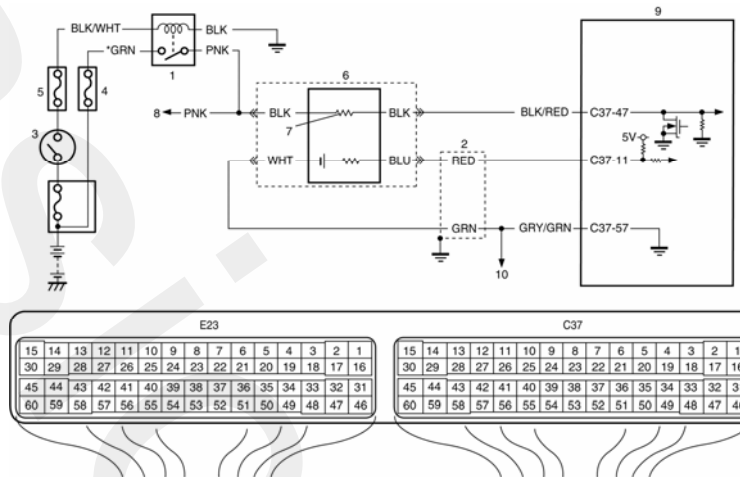 9
BLK/WHT
BLK
*GRN
PNK
1
6
5
4
8
PNK
BLK
BLK
BLK/RED
C37-47
7
3
2
5V
WHT
BLU
RED
C37-11
GRN
GRY/GRN
C37-57
10
E23
C37
15 14 13 12 11 10 9 8 7 6 5 4 3 2 1
15 14 13 12 11 10 9 8 7 6 5 4 3 2 1
30 29 28 27 26 25 24 23 22 21 20 19 18 17 16
30 29 28 27 26 25 24 23 22 21 20 19 18 17 16
45 44 43 42 41 40 39 38 37 36 35 34 33 32 31
45 44 43 42 41 40 39 38 37 36 35 34 33 32
60 59 58 57 56 55 54 53 52 51 50 49 48 47 46
60 59 58 57 56 55 54 53 52 51 50 49 48 47